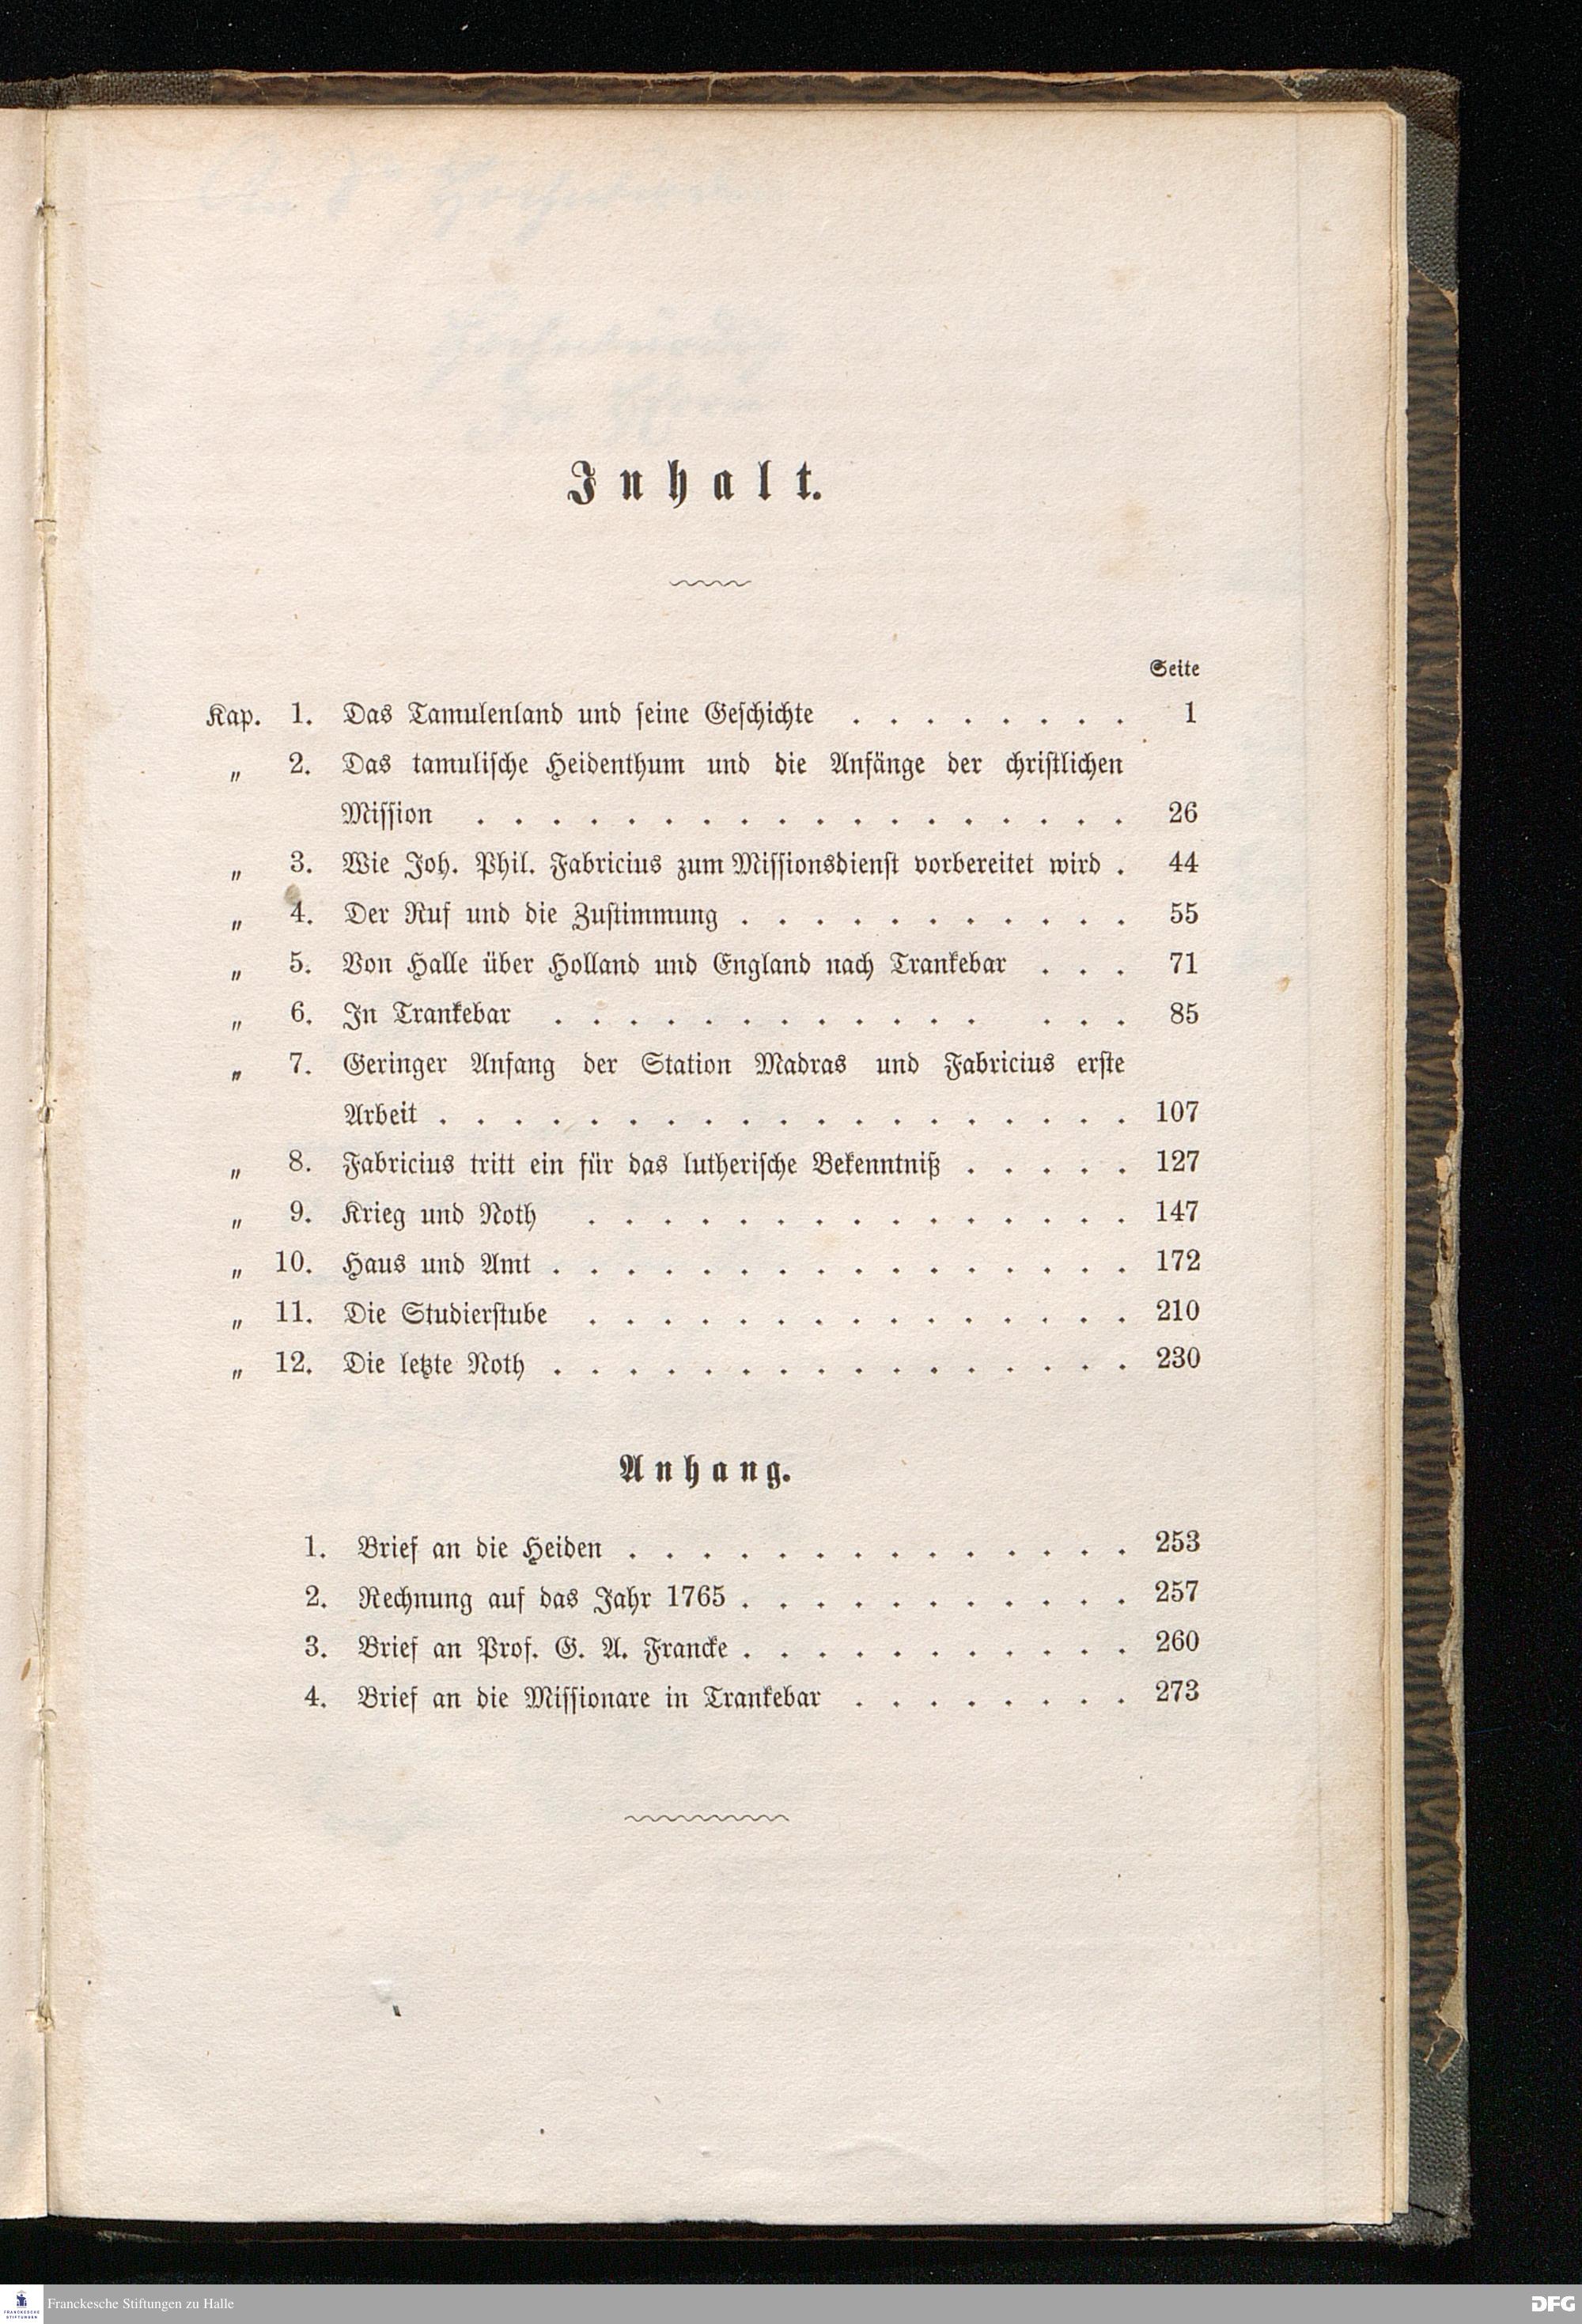 Inhalt.
Seite
Kap. 1. Das Tamulenland und seine Geschichte . . . . . . . . 1
„ 2. Das tamulische Heidenthum und die Anfänge der christlichen
Mission . . . . . . . . . . . . . . . . . . 26
„ 3. Wie Joh. Phil. Fabricius zum Missionsdienst vorbereitet wird . 44
„ 4. Der Ruf und die Zustimmung . . . . . . . . . . . 55
„ 5. Von Halle über Holland und England nach Trankebar . . . 71
„ 6. In Trankebar . . . . . . . . . . . . . . . 85
„ 7. Geringer Anfang der Station Madras und Fabricius erste
Arbeit . . . . . . . . . . . . . . . . . . . 107
„ 8. Fabricius tritt ein für das lutherische Bekenntniß . . . . . 127
„ 9. Krieg und Noth . . . . . . . . . . . . . . . 147
„ 10. Haus und Amt . . . . . . . . . . . . . . . . 172
„ 11. Die Studierstube . . . . . . . . . . . . . . . 210
„ 12. Die letzte Noth . . . . . . . . . . . . . . . . 230
Anhang.
1. Brief an die Heiden . . . . . . . . . . . . . . 253
2. Rechnung auf das Jahr 1765 . . . . . . . . . . . 257
3. Brief an Prof. G. A. Francke . . . . . . . . . . . 260
4. Brief an die Missionare in Trankebar . . . . . . . . 273
FRANCKESCHE
STIFTUNGEN
Franckesche Stiftungen zu Halle
DFG